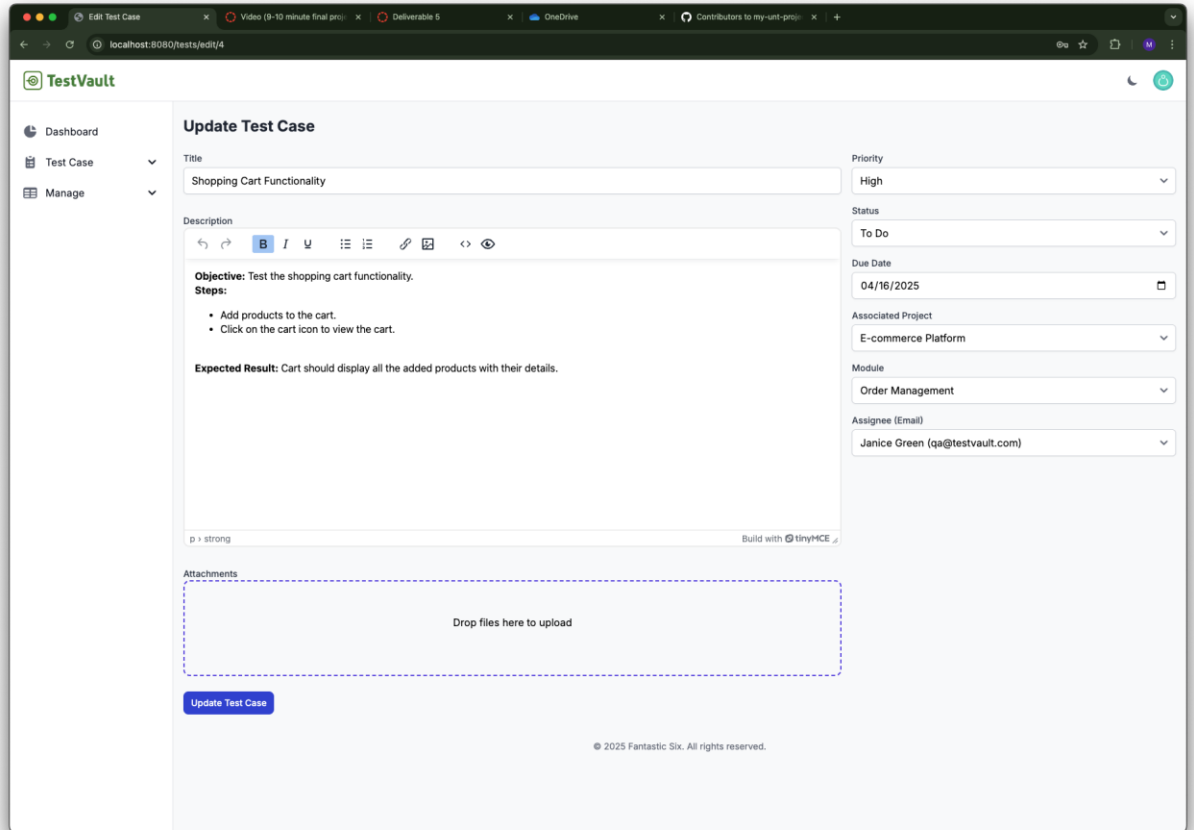 Edit Test Case
Video (9-10 minute final proj
Deliverable 5
OneDrive
Contributors to my-unt-proje
localhost:8080/tests/edit/4
M
TestVault
Dashboard
Test Case
Manage
Update Test Case
Title
Shopping Cart Functionality
Description
B I U
Objective: Test the shopping cart functionality.
Steps:
Add products to the cart.
Click on the cart icon to view the cart.
Expected Result: Cart should display all the added products with their details.
p › strong
Build with tinyMCE
Attachments
Drop files here to upload
Update Test Case
Priority
High
Status
To Do
Due Date
04/16/2025
Associated Project
E-commerce Platform
Module
Order Management
Assignee (Email)
Janice Green (qa@testvault.com)
© 2025 Fantastic Six. All rights reserved.